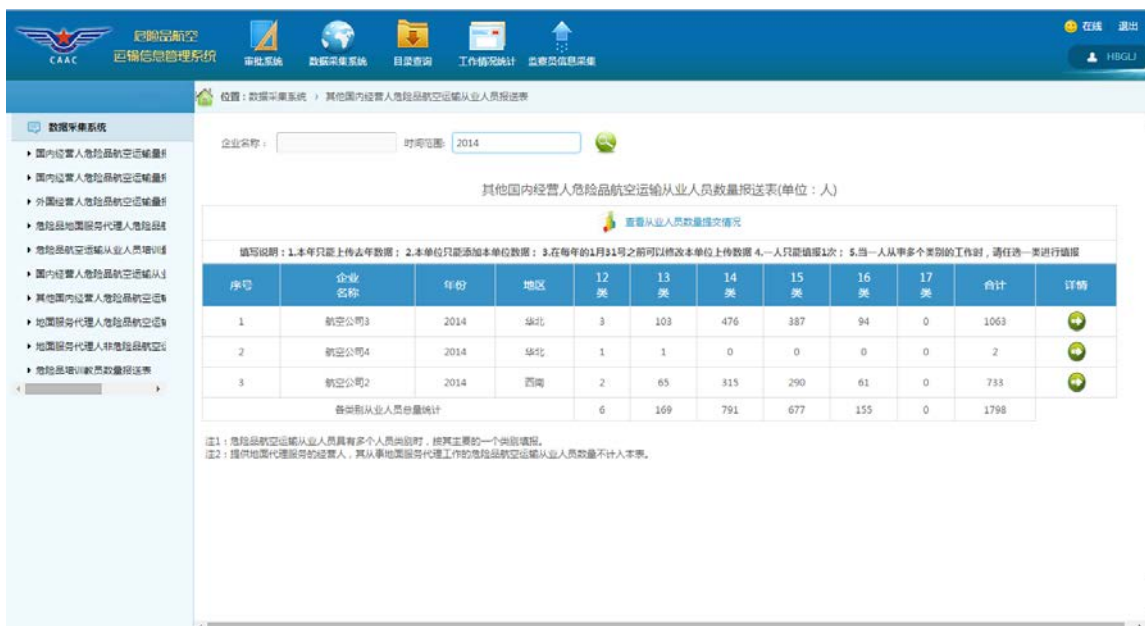 危险品航空
运输信息管理系统
CAAC
审批系统
数据采集系统
目录查询
工作情况统计
监察员信息采集
在线 退出
HBGLJ
位置：数据采集系统 › 其他国内经营人危险品航空运输从业人员报送表
数据采集系统
国内经营人危险品航空运输量
国内经营人危险品航空运输量
外国经营人危险品航空运输量
危险品地面服务代理人危险品
危险品航空运输从业人员培训
国内经营人危险品航空运输从
其他国内经营人危险品航空运
地面服务代理人危险品航空运
地面服务代理人非危险品航空
危险品培训教员数量报送表
企业名称： 时间范围: 2014
其他国内经营人危险品航空运输从业人员数量报送表(单位：人)
查看从业人员数量提交情况
填写说明：1.本年只能上传去年数据； 2.本单位只能添加本单位数据； 3.在每年的1月31号之前可以修改本单位上传数据 4.一人只能填报1次； 5.当一人从事多个类别的工作时，请任选一类进行填报
序号 企业名称 年份 地区 12类 13类 14类 15类 16类 17类 合计 详情
1 航空公司3 2014 华北 3 103 476 387 94 0 1063
2 航空公司4 2014 华北 1 1 0 0 0 0 2
3 航空公司2 2014 西南 2 65 315 290 61 0 733
各类别从业人员总量统计 6 169 791 677 155 0 1798
注1：危险品航空运输从业人员具有多个人员类别时，按其主要的一个类别填报。
注2：提供地面代理服务的经营人，其从事地面服务代理工作的危险品航空运输从业人员数量不计入本表。